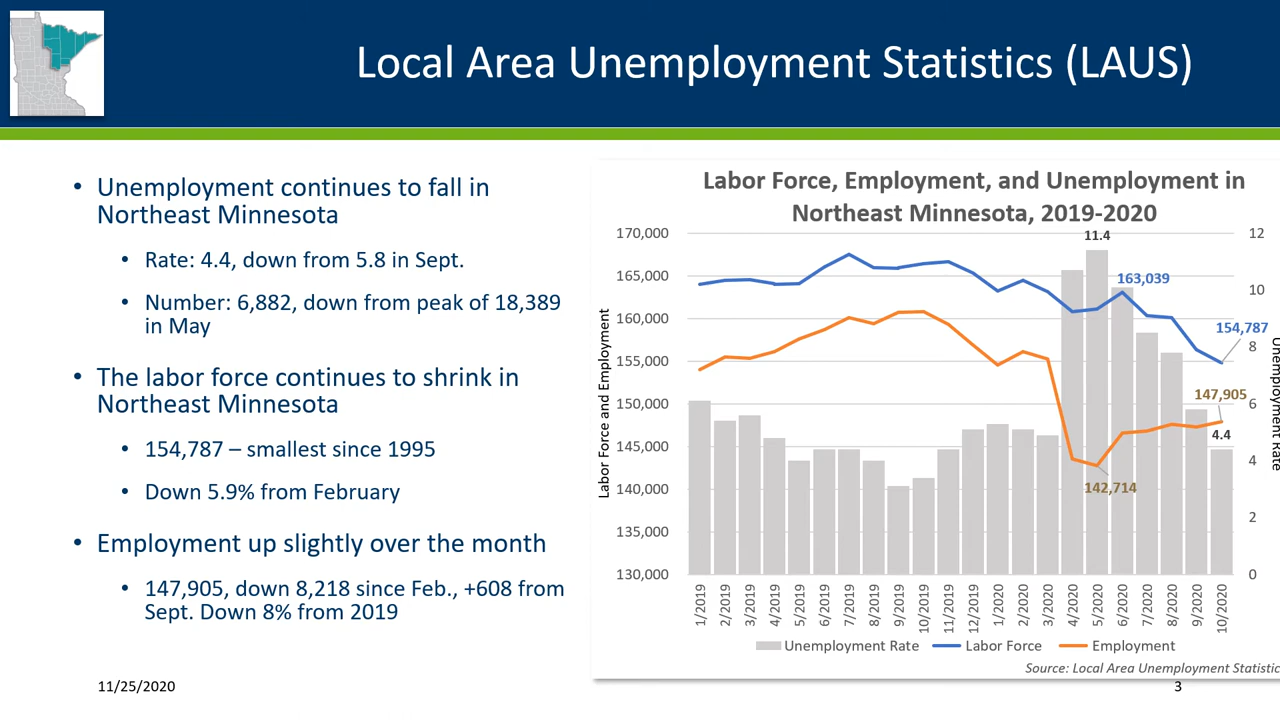 Local Area Unemployment Statistics (LAUS)
• Unemployment continues to fall in
Northeast Minnesota
• Rate: 4.4, down from 5.8 in Sept.
• Number: 6,882, down from peak of 18,389
in May
• The labor force continues to shrink in
Northeast Minnesota
• 154,787 – smallest since 1995
• Down 5.9% from February
• Employment up slightly over the month
• 147,905, down 8,218 since Feb., +608 from
Sept. Down 8% from 2019
Labor Force, Employment, and Unemployment in
Northeast Minnesota, 2019-2020
Labor Force and Employment
170,000
165,000
160,000
155,000
150,000
145,000
140,000
135,000
130,000
11.4
163,039
154,787
147,905
4.4
142,714
12
10
8
6
4
2
0
Unemployment Rate
1/2019
2/2019
3/2019
4/2019
5/2019
6/2019
7/2019
8/2019
9/2019
10/2019
11/2019
12/2019
1/2020
2/2020
3/2020
4/2020
5/2020
6/2020
7/2020
8/2020
9/2020
10/2020
Unemployment Rate
Labor Force
Employment
Source: Local Area Unemployment Statistic
11/25/2020
3